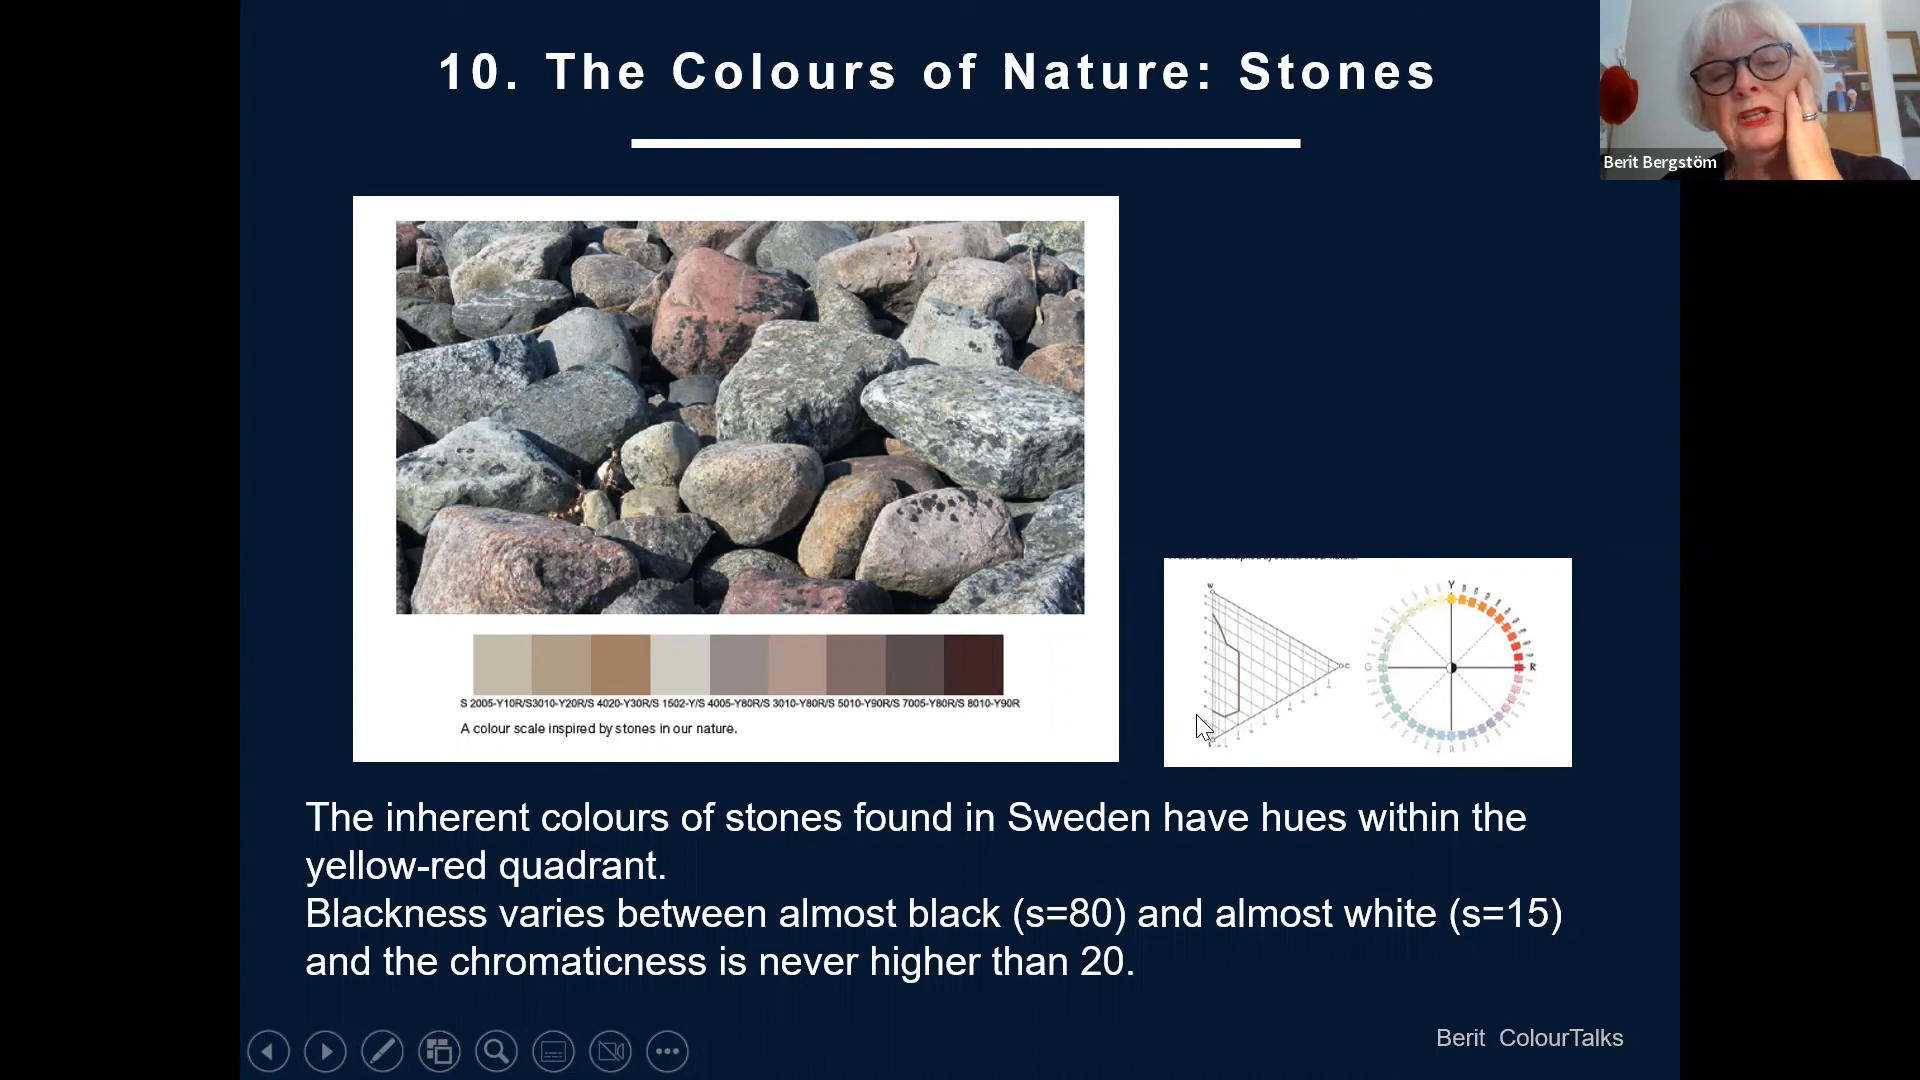 10. The Colours of Nature: Stones
Berit Bergstöm
S 2005-Y10R/S3010-Y20R/S 4020-Y30R/S 1502-Y/S 4005-Y80R/S 3010-Y80R/S 5010-Y90R/S 7005-Y80R/S 8010-Y90R
A colour scale inspired by stones in our nature.
W
C
Y
R
G
B
The inherent colours of stones found in Sweden have hues within the
yellow-red quadrant.
Blackness varies between almost black (s=80) and almost white (s=15)
and the chromaticness is never higher than 20.
Berit ColourTalks